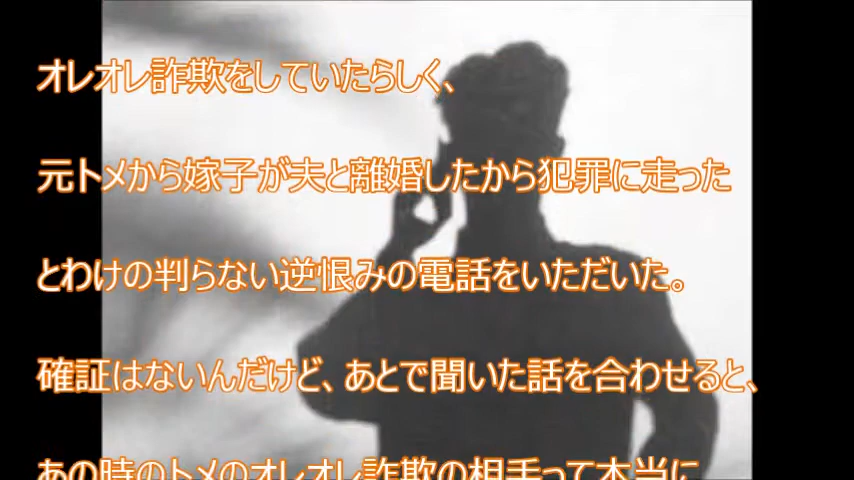 オレオレ詐欺をしていたらしく、
元トメから嫁子が夫と離婚したから犯罪に走った
とわけの判らない逆恨みの電話をいただいた。
確証はないんだけど、あとで聞いた話を合わせると、
あの時のトメのオレオレ詐欺の相手って本当に